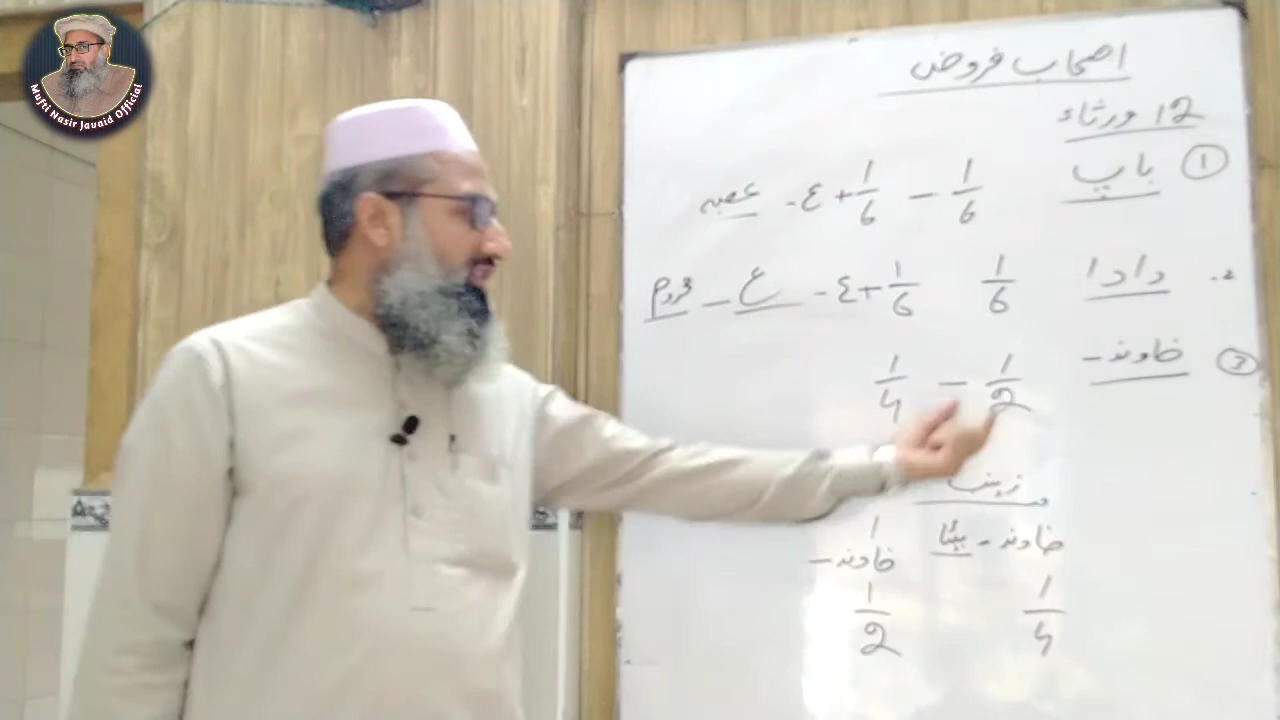 Mufti Nasir Javaid Official
اصحاب فروض
12 ورثاء
① باپ 1/6 – 1/6 + ع - عصبہ
2. دادا 1/6 1/6 + ع - ع – محروم
③ خاوند - 1/2 – 1/4
زینب
خاوند - بیٹا
1/4
خاوند -
1/2